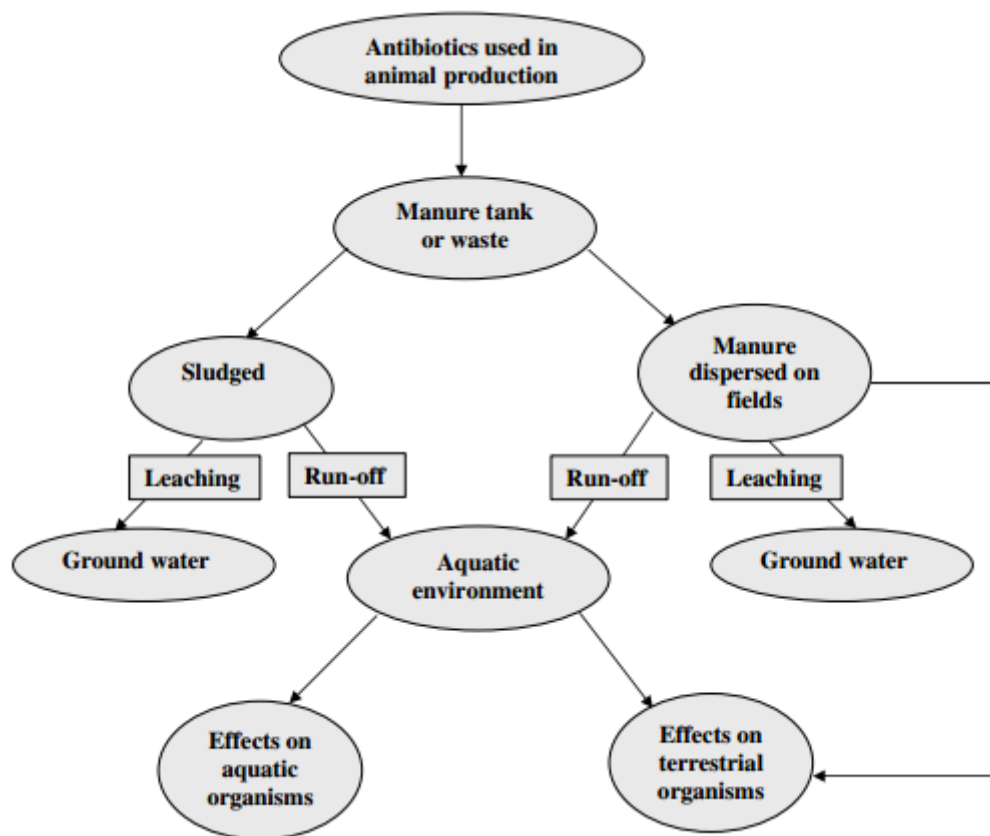 Antibiotics used in
animal production
Manure tank
or waste
Sludged
Manure
dispersed on
fields
Leaching
Run-off
Run-off
Leaching
Ground water
Aquatic
environment
Ground water
Effects on
aquatic
organisms
Effects on
terrestrial
organisms